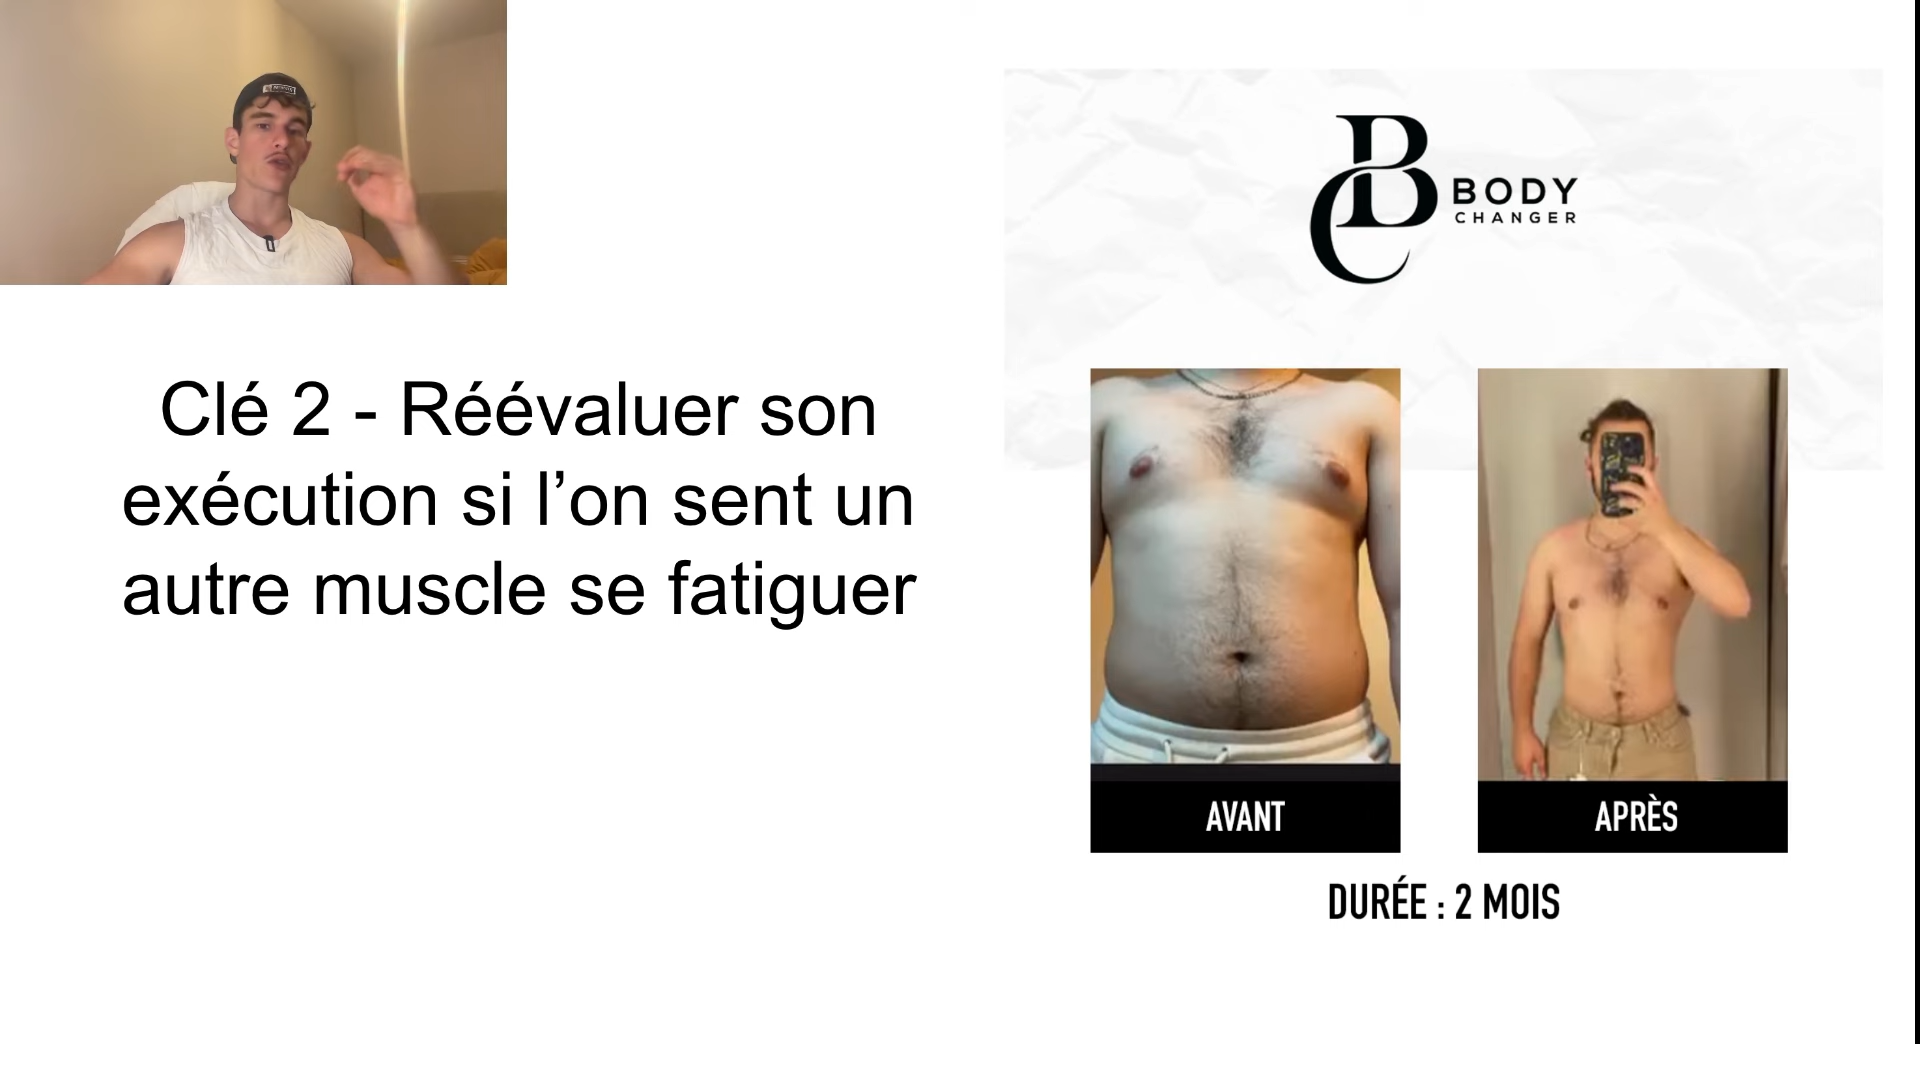 Clé 2 - Réévaluer son
exécution si l’on sent un
autre muscle se fatiguer
BC
BODY
CHANGER
AVANT
APRÈS
DURÉE : 2 MOIS